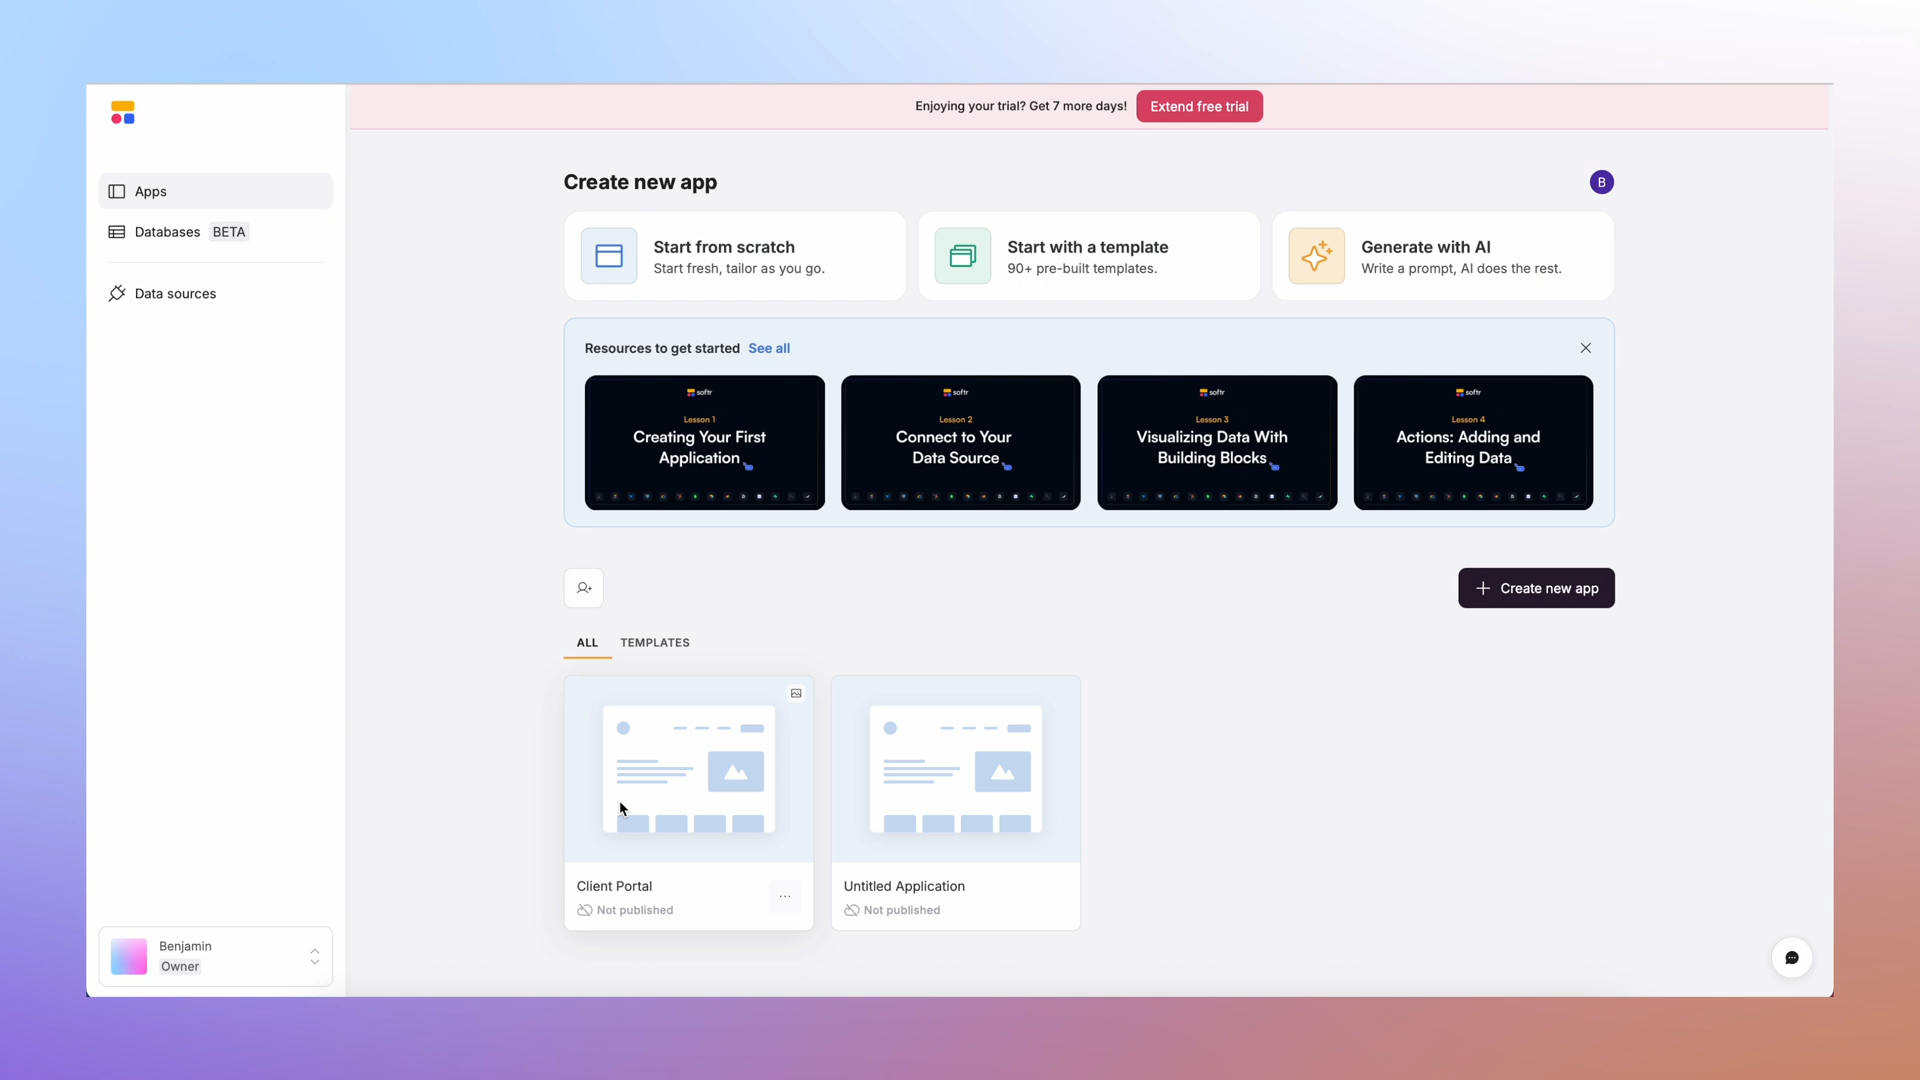 Enjoying your trial? Get 7 more days!
Extend free trial
Apps
Databases BETA
Data sources
Create new app
B
Start from scratch
Start fresh, tailor as you go.
Start with a template
90+ pre-built templates.
Generate with AI
Write a prompt, AI does the rest.
Resources to get started See all
softr
Lesson 1
Creating Your First
Application
softr
Lesson 2
Connect to Your
Data Source
softr
Lesson 3
Visualizing Data With
Building Blocks
softr
Lesson 4
Actions: Adding and
Editing Data
Create new app
ALL TEMPLATES
Client Portal
Not published
Untitled Application
Not published
Benjamin
Owner